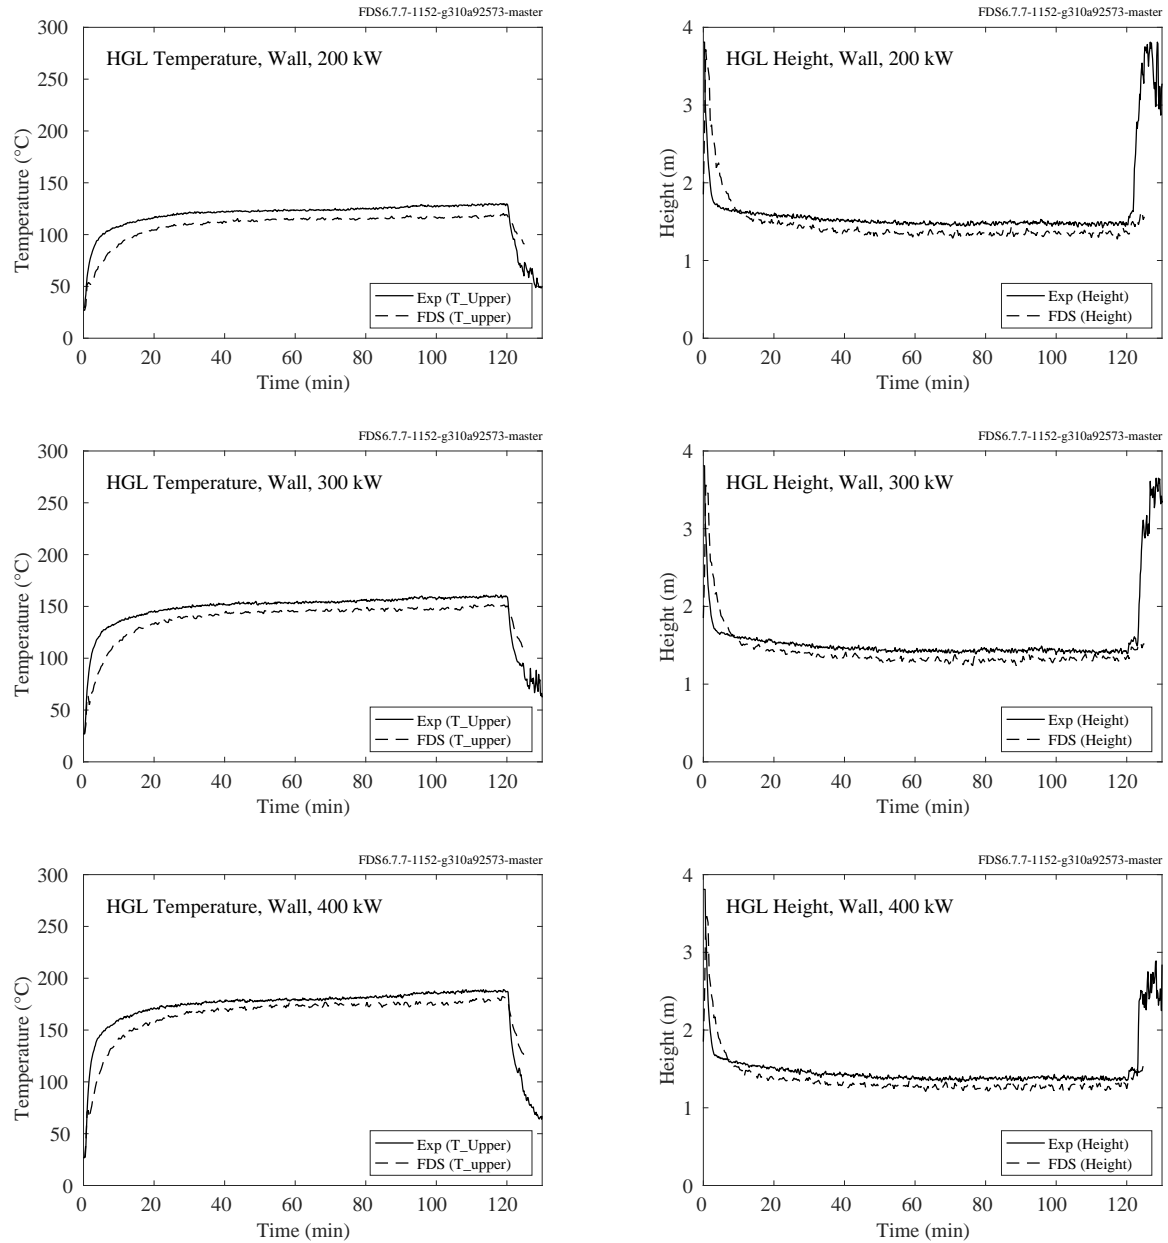 FDS6.7.7-1152-g310a92573-master
HGL Temperature, Wall, 200 kW
300
250
200
150
100
50
0
Temperature (°C)
Exp (T_Upper)
FDS (T_upper)
0 20 40 60 80 100 120
Time (min)
FDS6.7.7-1152-g310a92573-master
HGL Height, Wall, 200 kW
4
3
2
1
0
Height (m)
Exp (Height)
FDS (Height)
0 20 40 60 80 100 120
Time (min)
FDS6.7.7-1152-g310a92573-master
HGL Temperature, Wall, 300 kW
300
250
200
150
100
50
0
Temperature (°C)
Exp (T_Upper)
FDS (T_upper)
0 20 40 60 80 100 120
Time (min)
FDS6.7.7-1152-g310a92573-master
HGL Height, Wall, 300 kW
4
3
2
1
0
Height (m)
Exp (Height)
FDS (Height)
0 20 40 60 80 100 120
Time (min)
FDS6.7.7-1152-g310a92573-master
HGL Temperature, Wall, 400 kW
300
250
200
150
100
50
0
Temperature (°C)
Exp (T_Upper)
FDS (T_upper)
0 20 40 60 80 100 120
Time (min)
FDS6.7.7-1152-g310a92573-master
HGL Height, Wall, 400 kW
4
3
2
1
0
Height (m)
Exp (Height)
FDS (Height)
0 20 40 60 80 100 120
Time (min)